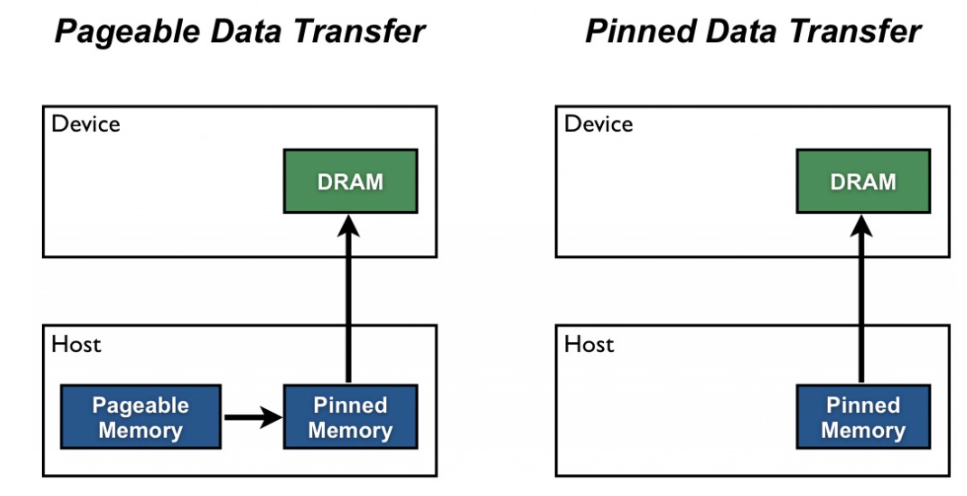 Pageable Data Transfer
Device
DRAM
Host
Pageable
Memory
Pinned
Memory
Pinned Data Transfer
Device
DRAM
Host
Pinned
Memory